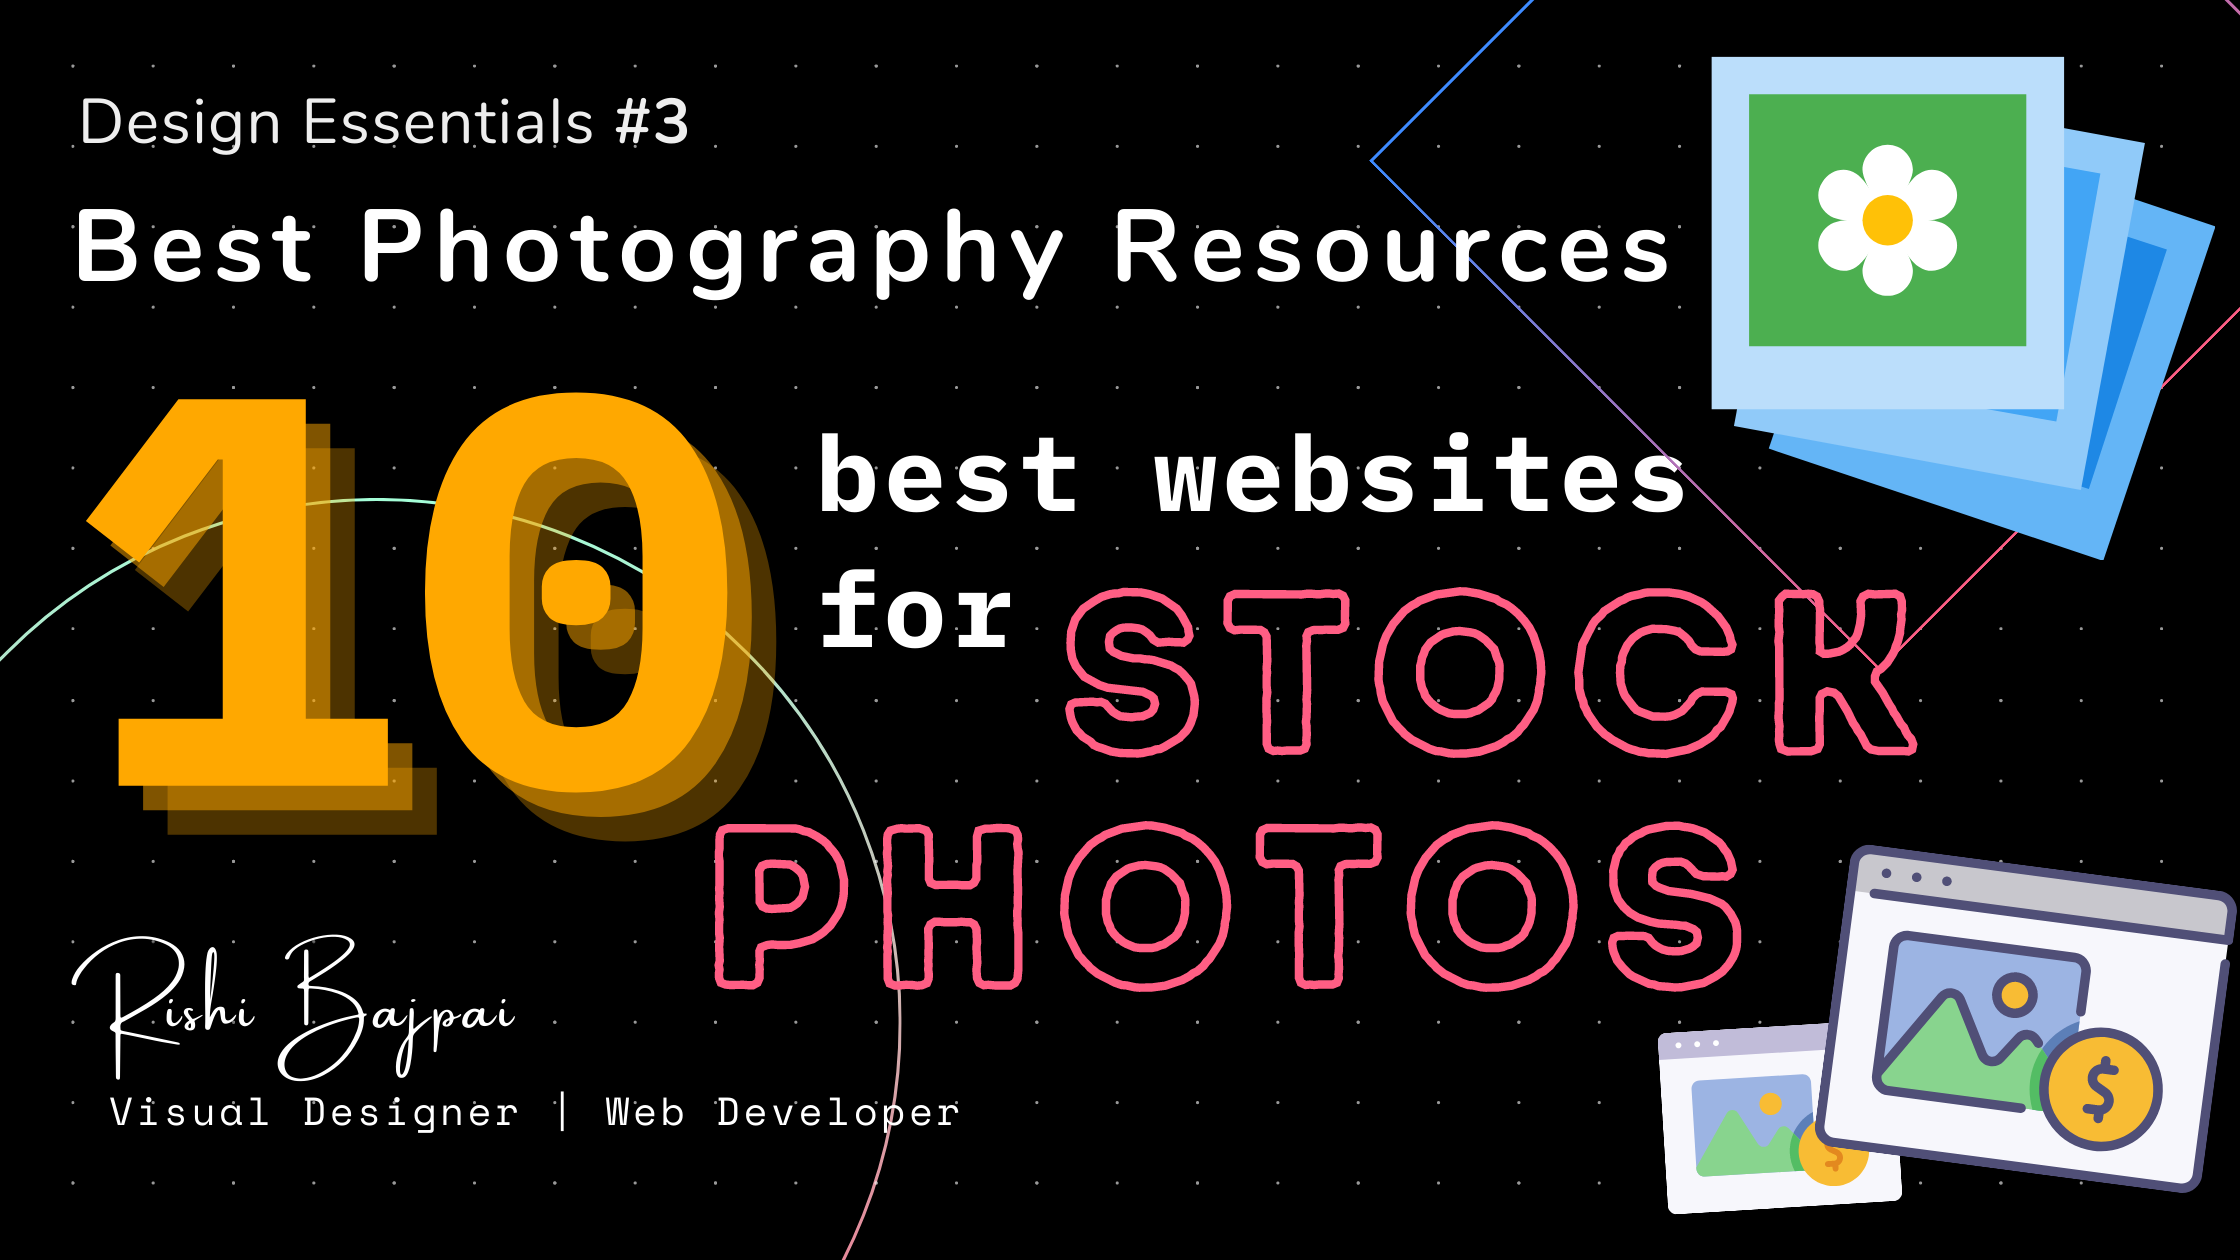 Design Essentials #3
Best Photography Resources
10
best websites
for STOCK
PHOTOS
Rishi Bajpai
Visual Designer | Web Developer
$
$